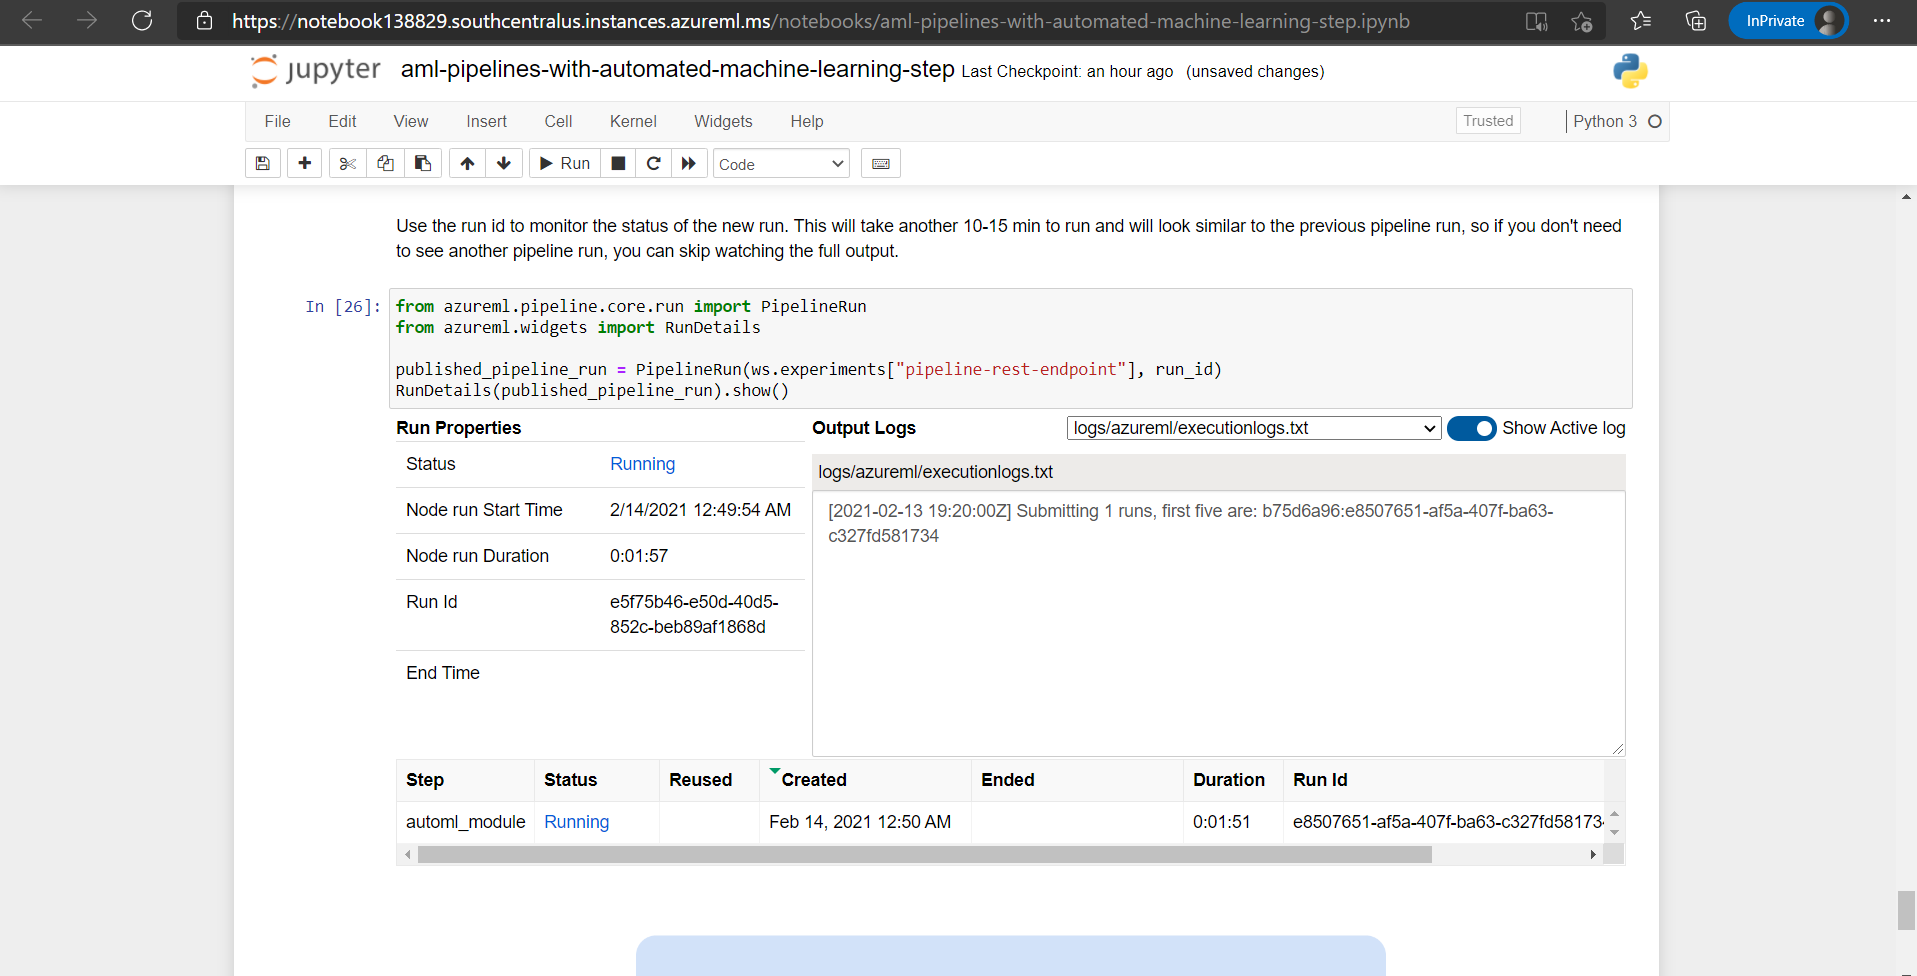 https://notebook138829.southcentralus.instances.azureml.ms/notebooks/aml-pipelines-with-automated-machine-learning-step.ipynb
InPrivate
jupyter aml-pipelines-with-automated-machine-learning-step Last Checkpoint: an hour ago (unsaved changes)
File Edit View Insert Cell Kernel Widgets Help
Trusted
Python 3
Run
Code
Use the run id to monitor the status of the new run. This will take another 10-15 min to run and will look similar to the previous pipeline run, so if you don't need
to see another pipeline run, you can skip watching the full output.
In [26]:
from azureml.pipeline.core.run import PipelineRun
from azureml.widgets import RunDetails
published_pipeline_run = PipelineRun(ws.experiments["pipeline-rest-endpoint"], run_id)
RunDetails(published_pipeline_run).show()
Run Properties
Status Running
Node run Start Time 2/14/2021 12:49:54 AM
Node run Duration 0:01:57
Run Id e5f75b46-e50d-40d5-
852c-beb89af1868d
End Time
Output Logs
logs/azureml/executionlogs.txt
Show Active log
logs/azureml/executionlogs.txt
[2021-02-13 19:20:00Z] Submitting 1 runs, first five are: b75d6a96:e8507651-af5a-407f-ba63-
c327fd581734
Step Status Reused Created Ended Duration Run Id
automl_module Running Feb 14, 2021 12:50 AM 0:01:51 e8507651-af5a-407f-ba63-c327fd58173